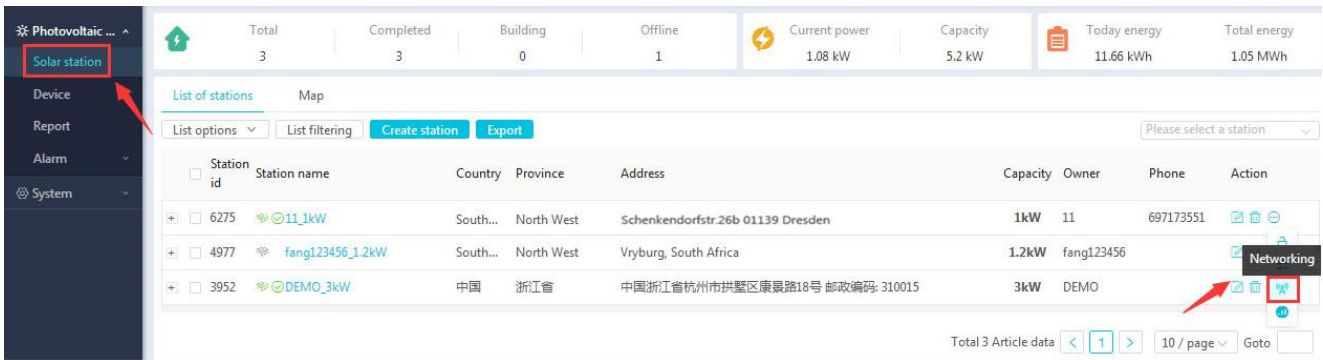 Photovoltaic ...
Solar station
Device
Report
Alarm
System
Total Completed Building Offline Current power Capacity Today energy Total energy
3 3 0 1 1.08 kW 5.2 kW 11.66 kWh 1.05 MWh
List of stations Map
List options List filtering Create station Export Please select a station
Station id Station name Country Province Address Capacity Owner Phone Action
6275 11_1kW South... North West Schenkendorfstr.26b 01139 Dresden 1kW 11 697173551
4977 fang123456_1.2kW South... North West Vryburg, South Africa 1.2kW fang123456
Networking
3952 DEMO_3kW 中国 浙江省 中国浙江省杭州市拱墅区康景路18号 邮政编码: 310015 3kW DEMO
Total 3 Article data < 1 > 10 / page Goto